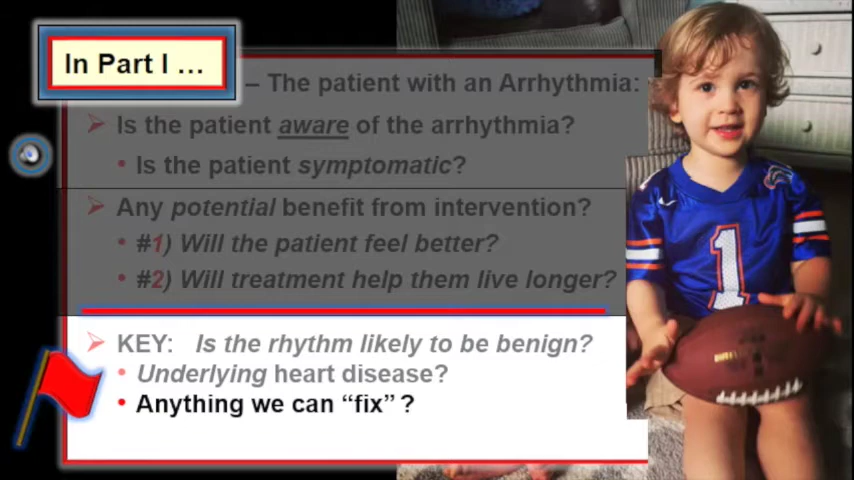 In Part I ...
– The patient with an Arrhythmia:
Is the patient aware of the arrhythmia?
Is the patient symptomatic?
Any potential benefit from intervention?
#1) Will the patient feel better?
#2) Will treatment help them live longer?
KEY: Is the rhythm likely to be benign?
Underlying heart disease?
Anything we can “fix” ?
1